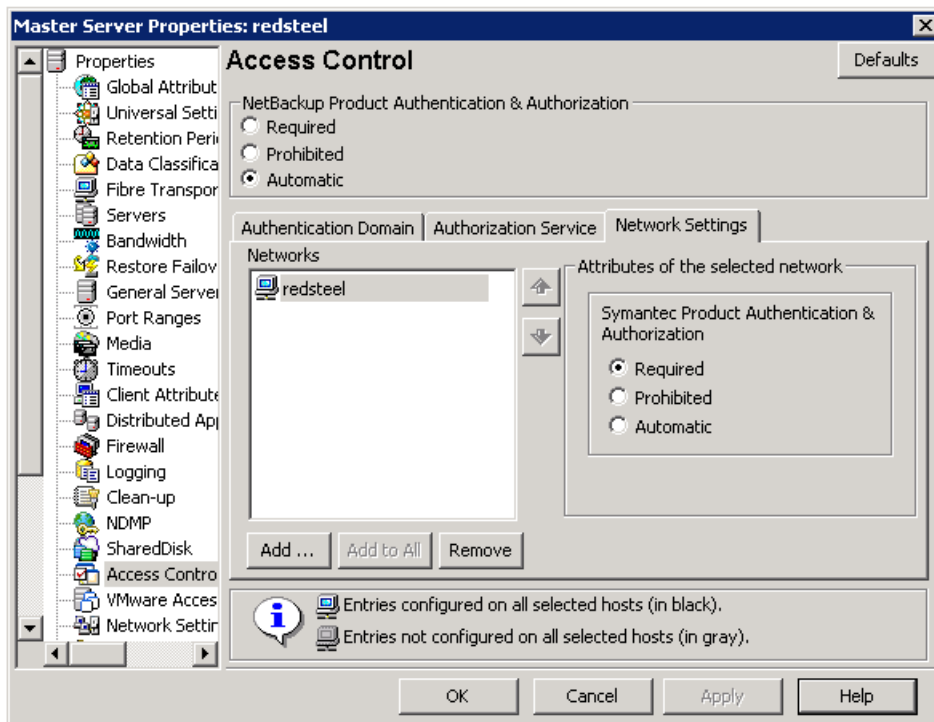 Master Server Properties: redsteel
Properties
Global Attribut
Universal Setti
Retention Peri
Data Classifica
Fibre Transpor
Servers
Bandwidth
Restore Failov
General Server
Port Ranges
Media
Timeouts
Client Attribute
Distributed App
Firewall
Logging
Clean-up
NDMP
SharedDisk
Access Contro
VMware Acces
Network Settin
Access Control
Defaults
NetBackup Product Authentication & Authorization
Required
Prohibited
Automatic
Authentication Domain
Authorization Service
Network Settings
Networks
redsteel
Attributes of the selected network
Symantec Product Authentication &
Authorization
Required
Prohibited
Automatic
Add ...
Add to All
Remove
Entries configured on all selected hosts (in black).
Entries not configured on all selected hosts (in gray).
OK
Cancel
Apply
Help